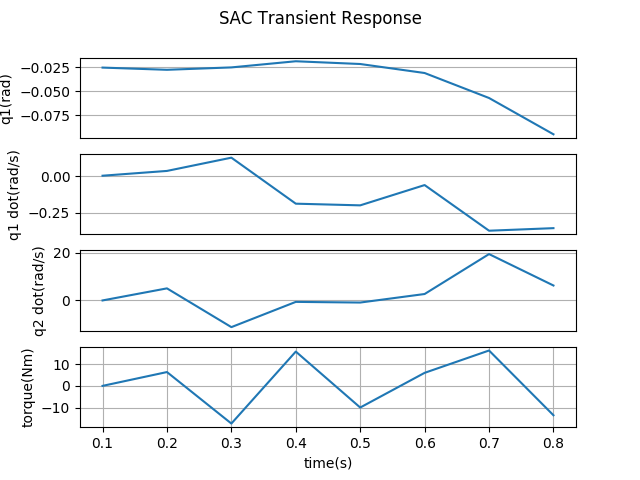 SAC Transient Response
−0.025
−0.050
−0.075
q1(rad)
0.00
−0.25
q1 dot(rad/s)
20
0
q2 dot(rad/s)
10
0
−10
torque(Nm)
0.1 0.2 0.3 0.4 0.5 0.6 0.7 0.8
time(s)